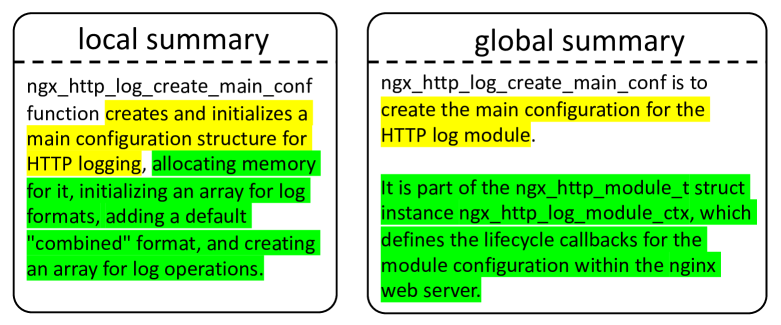 local summary
ngx_http_log_create_main_conf
function creates and initializes a
main configuration structure for
HTTP logging, allocating memory
for it, initializing an array for log
formats, adding a default
"combined" format, and creating
an array for log operations.
global summary
ngx_http_log_create_main_conf is to
create the main configuration for the
HTTP log module.
It is part of the ngx_http_module_t struct
instance ngx_http_log_module_ctx, which
defines the lifecycle callbacks for the
module configuration within the nginx
web server.